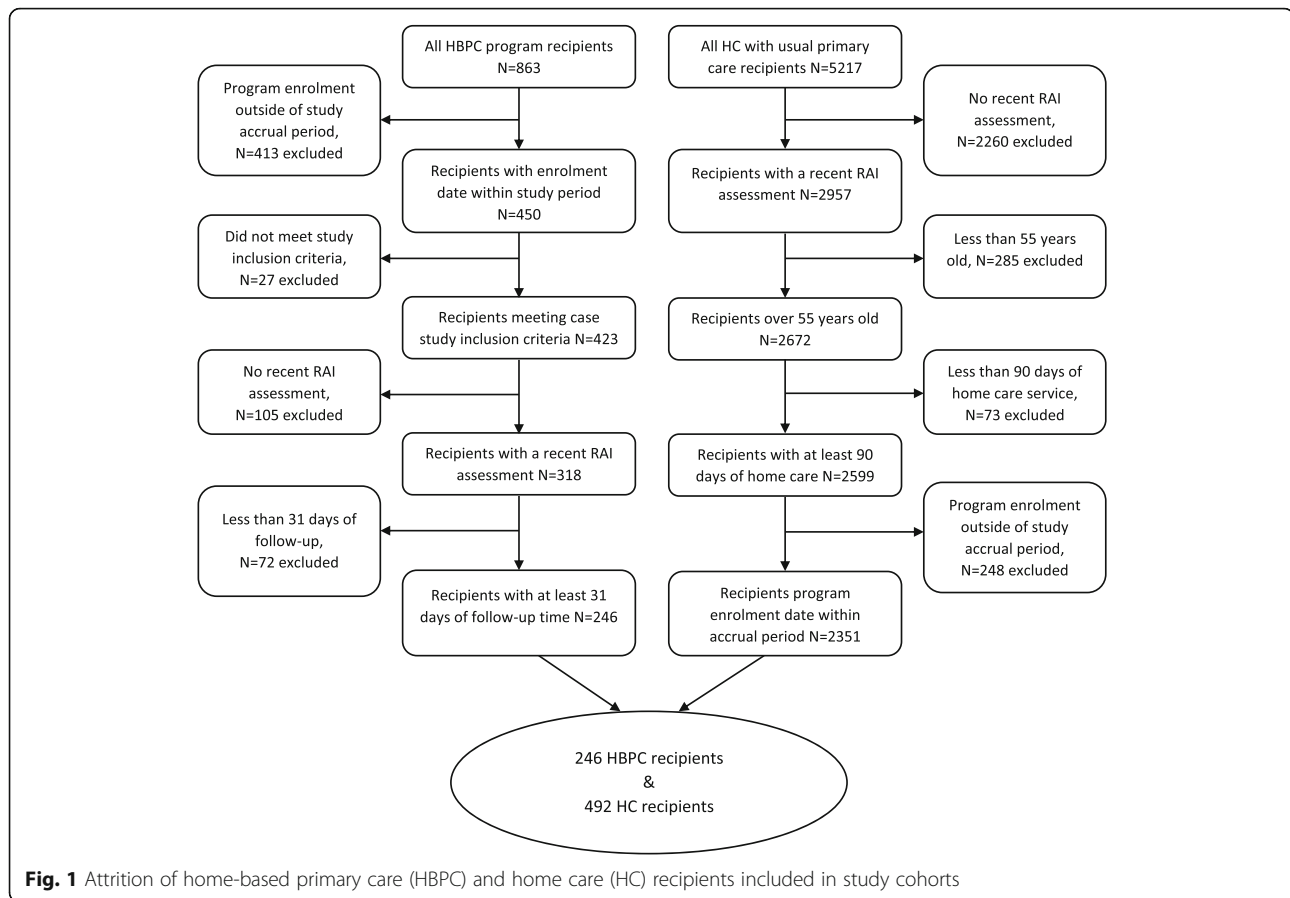 All HBPC program recipients
N=863
All HC with usual primary
care recipients N=5217
Program enrolment
outside of study
accrual period,
N=413 excluded
No recent RAI
assessment,
N=2260 excluded
Recipients with enrolment
date within study period
N=450
Recipients with a recent RAI
assessment N=2957
Did not meet study
inclusion criteria,
N=27 excluded
Less than 55 years
old, N=285 excluded
Recipients meeting case
study inclusion criteria N=423
Recipients over 55 years old
N=2672
No recent RAI
assessment,
N=105 excluded
Less than 90 days of
home care service,
N=73 excluded
Recipients with a recent RAI
assessment N=318
Recipients with at least 90
days of home care N=2599
Less than 31 days of
follow-up,
N=72 excluded
Program enrolment
outside of study
accrual period,
N=248 excluded
Recipients with at least 31
days of follow-up time N=246
Recipients program
enrolment date within
accrual period N=2351
246 HBPC recipients
&
492 HC recipients
Fig. 1 Attrition of home-based primary care (HBPC) and home care (HC) recipients included in study cohorts